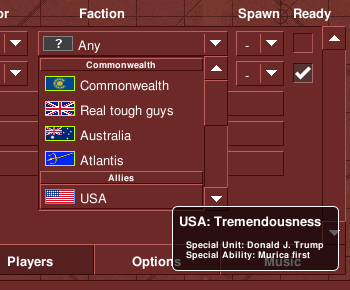 or Faction Spawn Ready
? Any -
-
Commonwealth
Commonwealth
Real tough guys
Australia
Atlantis
Allies
USA
USA: Tremendousness
Special Unit: Donald J. Trump
Special Ability: Murica first
Players Options Music